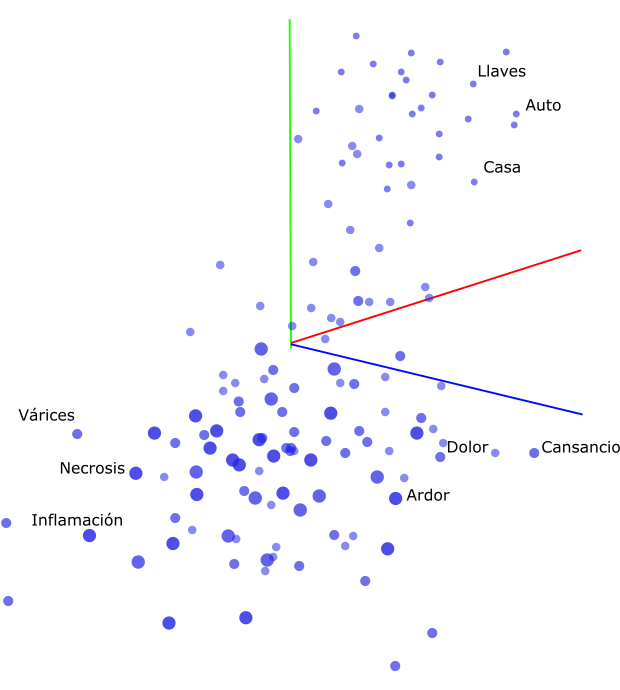 Llaves
Auto
Casa
Várices
Dolor
Cansancio
Necrosis
Ardor
Inflamación